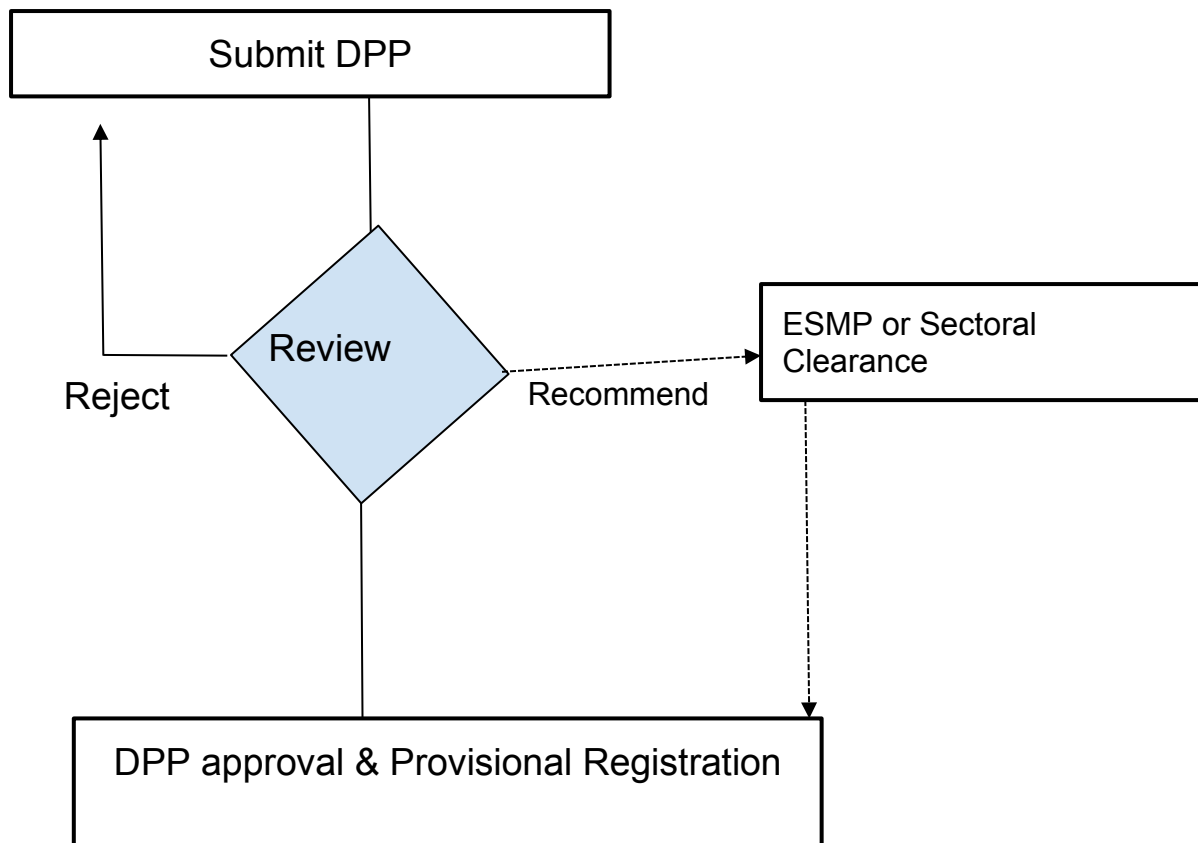 Submit DPP
Review
ESMP or Sectoral
Clearance
Reject
Recommend
DPP approval & Provisional Registration